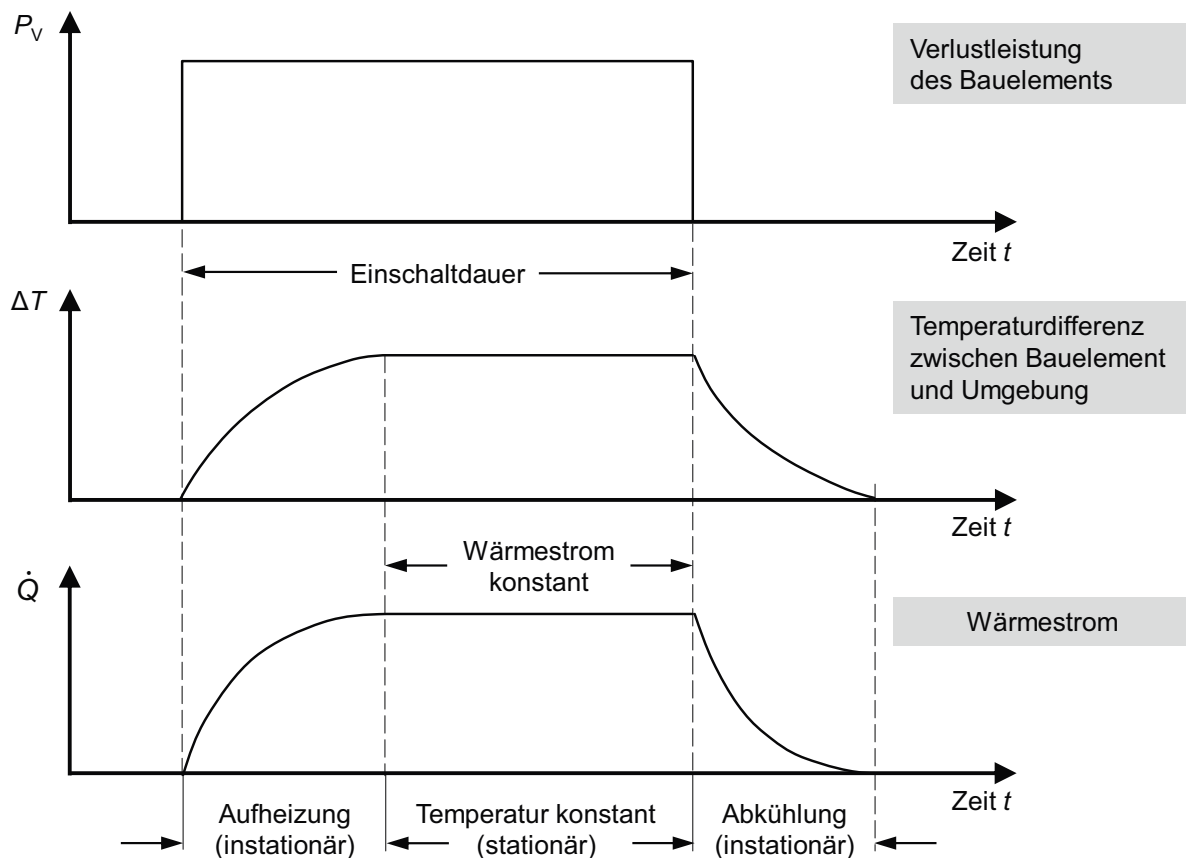 P_V
Verlustleistung
des Bauelements
Zeit t
Einschaltdauer
ΔT
Temperaturdifferenz
zwischen Bauelement
und Umgebung
Zeit t
Wärmestrom
konstant
Q̇
Wärmestrom
Zeit t
Aufheizung
(instationär)
Temperatur konstant
(stationär)
Abkühlung
(instationär)